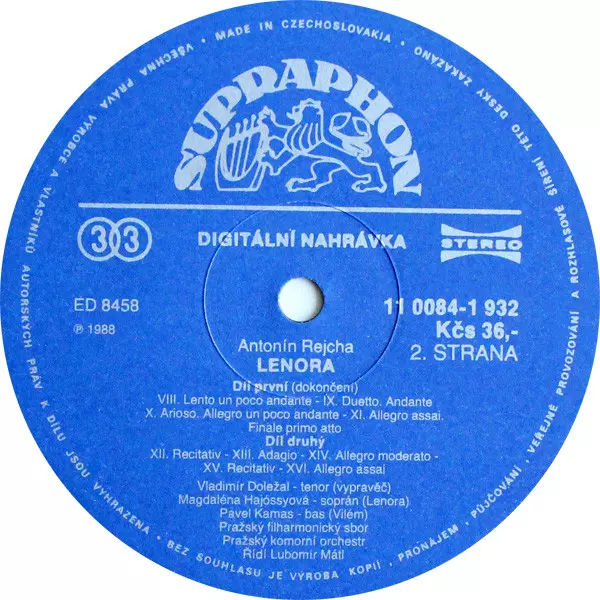 VŠECHNA PRÁVA VÝROBCE A VLASTNÍKŮ AUTORSKÝCH PRÁV K DÍLU JSOU VYHRAZENA • BEZ SOUHLASU JE VÝROBA KOPIÍ, PRONÁJEM, PŮJČOVÁNÍ, VEŘEJNÉ PROVOZOVÁNÍ A ROZHLASOVÉ ŠÍŘENÍ TÉTO DESKY ZAKÁZÁNO •
MADE IN CZECHOSLOVAKIA •
SUPRAPHON
33
DIGITÁLNÍ NAHRÁVKA
STEREO
ED 8458
℗ 1988
11 0084-1 932
Kčs 36,-
2. STRANA
Antonín Rejcha
LENORA
Díl první (dokončení)
VIII. Lento un poco andante - IX. Duetto. Andante
X. Arioso. Allegro un poco andante - XI. Allegro assai.
Finale primo atto
Díl druhý
XII. Recitativ - XIII. Adagio - XIV. Allegro moderato -
XV. Recitativ - XVI. Allegro assai
Vladimír Doležal - tenor (vypravěč)
Magdaléna Hajóssyová - soprán (Lenora)
Pavel Kamas - bas (Vilém)
Pražský filharmonický sbor
Pražský komorní orchestr
Řídí Lubomír Mátl